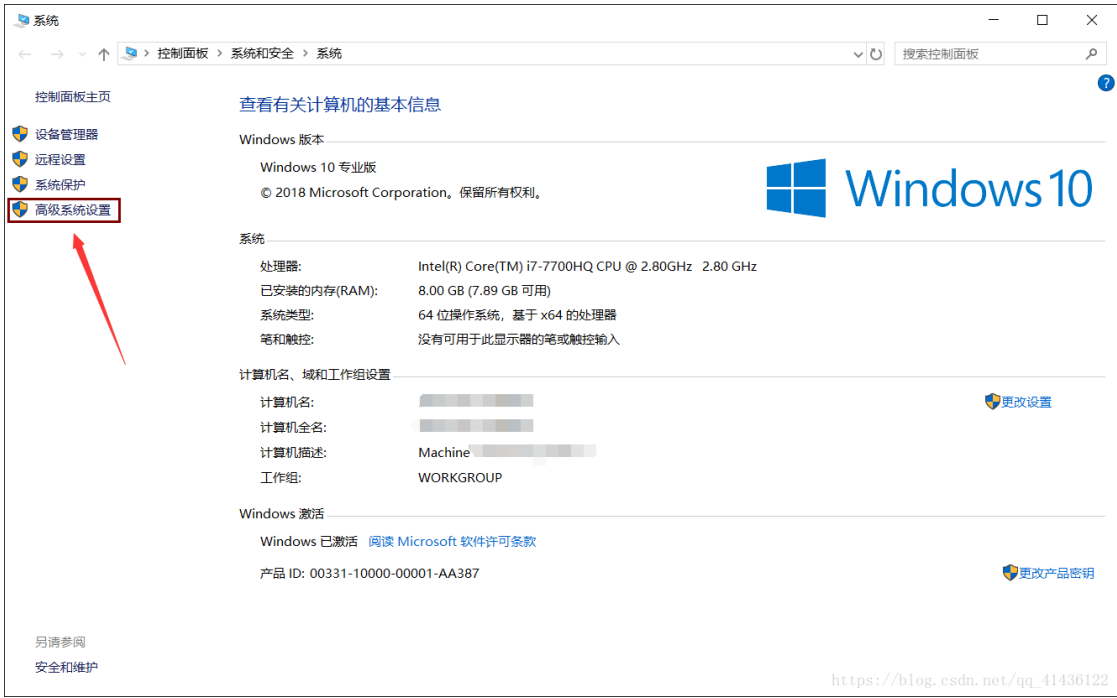 系统
控制面板 > 系统和安全 > 系统
搜索控制面板
?
控制面板主页
设备管理器
远程设置
系统保护
高级系统设置
查看有关计算机的基本信息
Windows 版本
Windows 10 专业版
© 2018 Microsoft Corporation。保留所有权利。
Windows 10
系统
处理器: Intel(R) Core(TM) i7-7700HQ CPU @ 2.80GHz 2.80 GHz
已安装的内存(RAM): 8.00 GB (7.89 GB 可用)
系统类型: 64 位操作系统, 基于 x64 的处理器
笔和触控: 没有可用于此显示器的笔或触控输入
计算机名、域和工作组设置
计算机名:
更改设置
计算机全名:
计算机描述: Machine
工作组: WORKGROUP
Windows 激活
Windows 已激活 阅读 Microsoft 软件许可条款
产品 ID: 00331-10000-00001-AA387
更改产品密钥
另请参阅
安全和维护
https://blog.csdn.net/qq_41436122